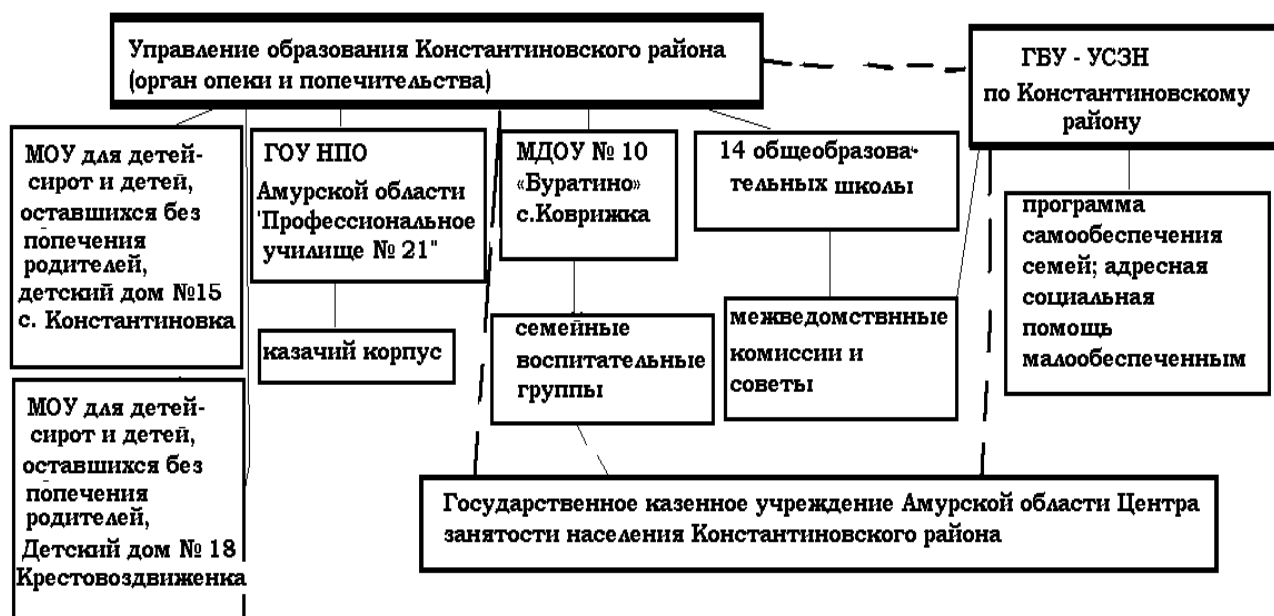 Управление образования Константиновского района
(орган опеки и попечительства)
ГБУ - УСЗН
по Константиновскому
району
МОУ для детей-
сирот и детей,
оставшихся без
попечения
родителей,
детский дом №15
с. Константиновка
ГОУ НПО
Амурской области
'Профессиональное
училище № 21"
МДОУ № 10
«Буратино»
с.Коврижка
14 общеобразова-
тельных школы
программа
самообеспечения
семей; адресная
социальная
помощь
малообеспеченным
казачий корпус
семейные
воспитательные
группы
межведомствнные
комиссии и
советы
МОУ для детей-
сирот и детей,
оставшихся без
попечения
родителей,
Детский дом № 18
Крестовоздвиженка
Государственное казенное учреждение Амурской области Центра
занятости населения Константиновского района